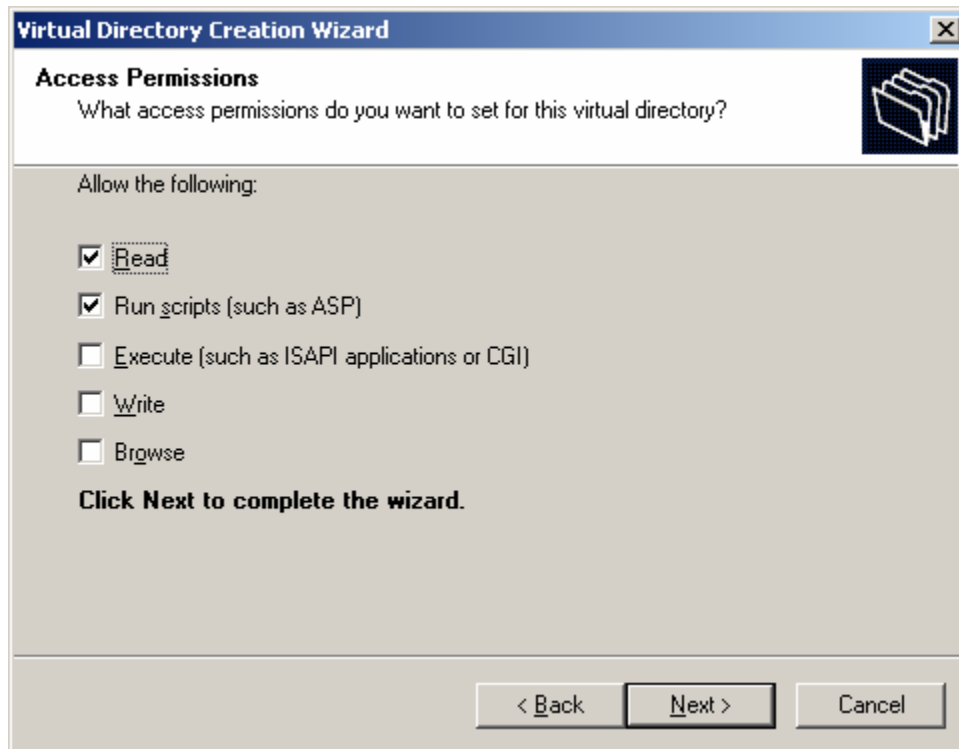 Virtual Directory Creation Wizard
Access Permissions
What access permissions do you want to set for this virtual directory?
Allow the following:
Read
Run scripts (such as ASP)
Execute (such as ISAPI applications or CGI)
Write
Browse
Click Next to complete the wizard.
< Back Next > Cancel